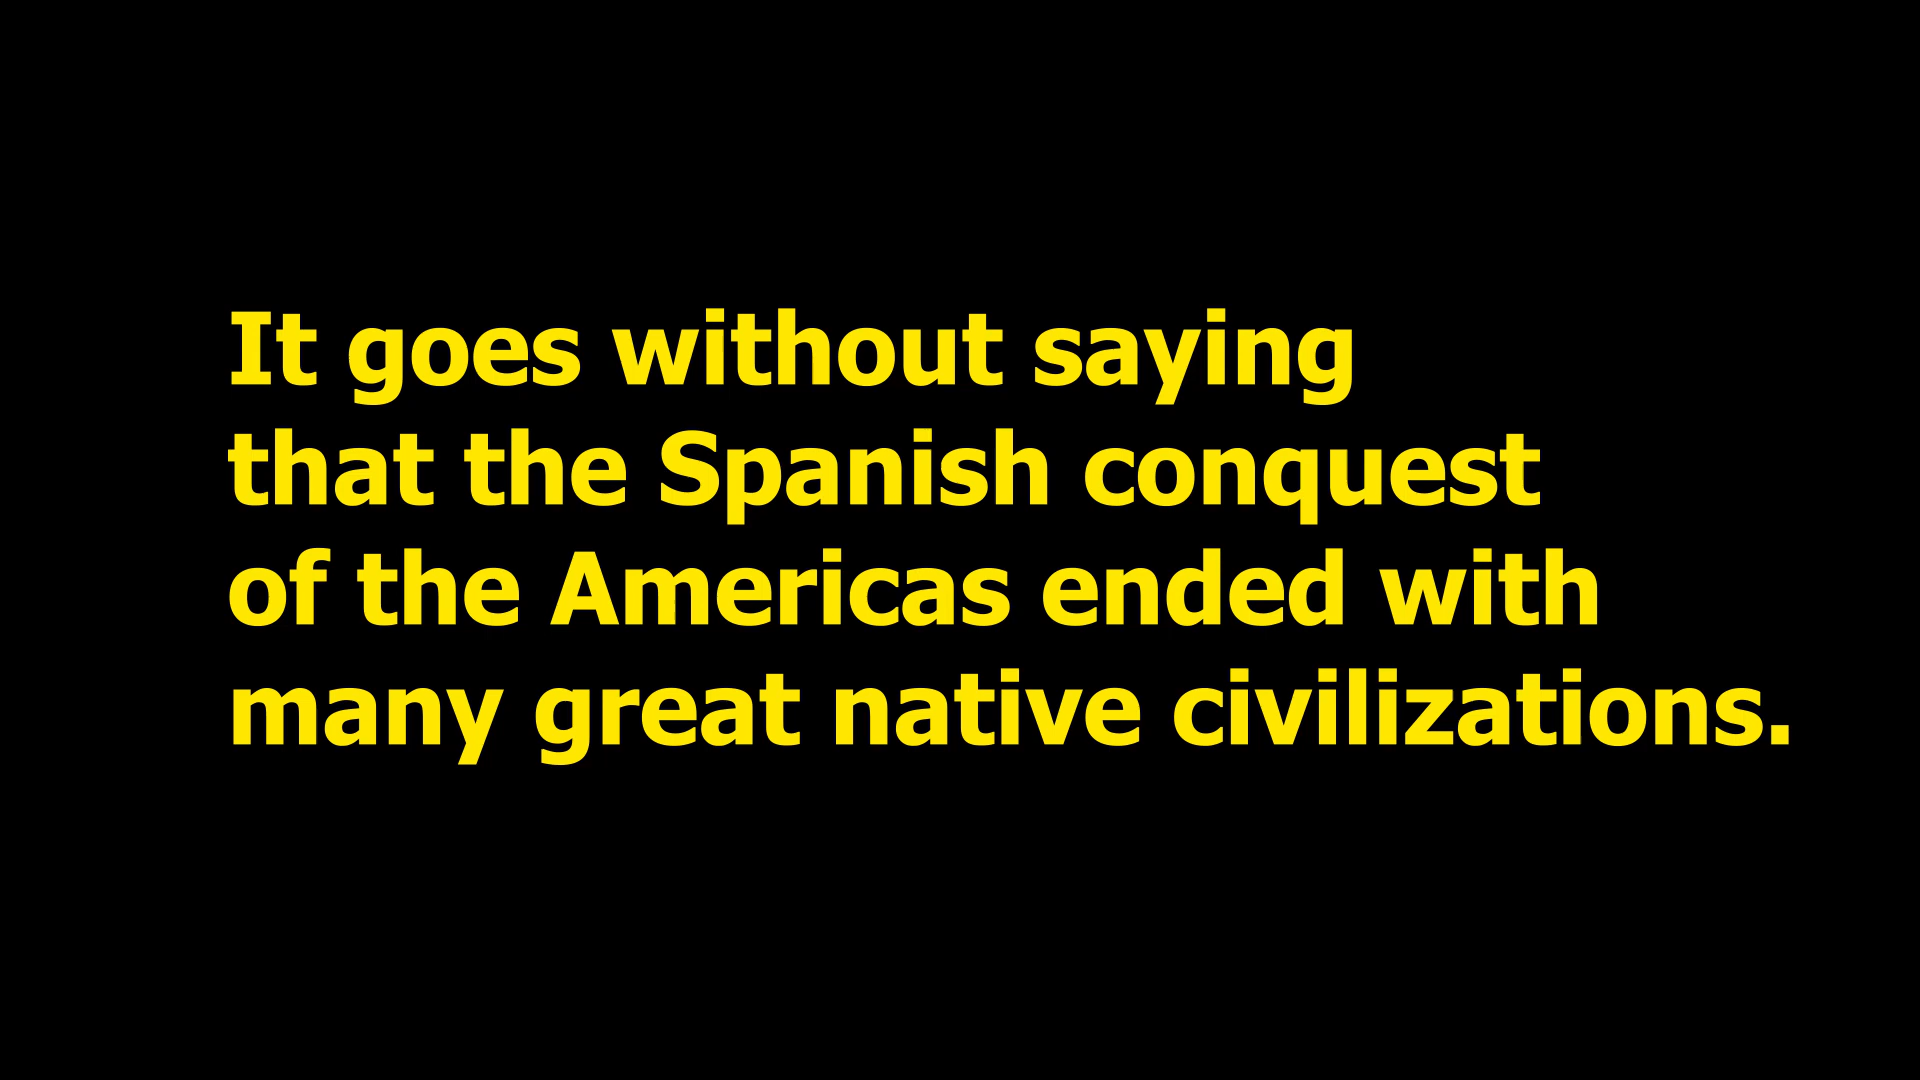 It goes without saying
that the Spanish conquest
of the Americas ended with
many great native civilizations.